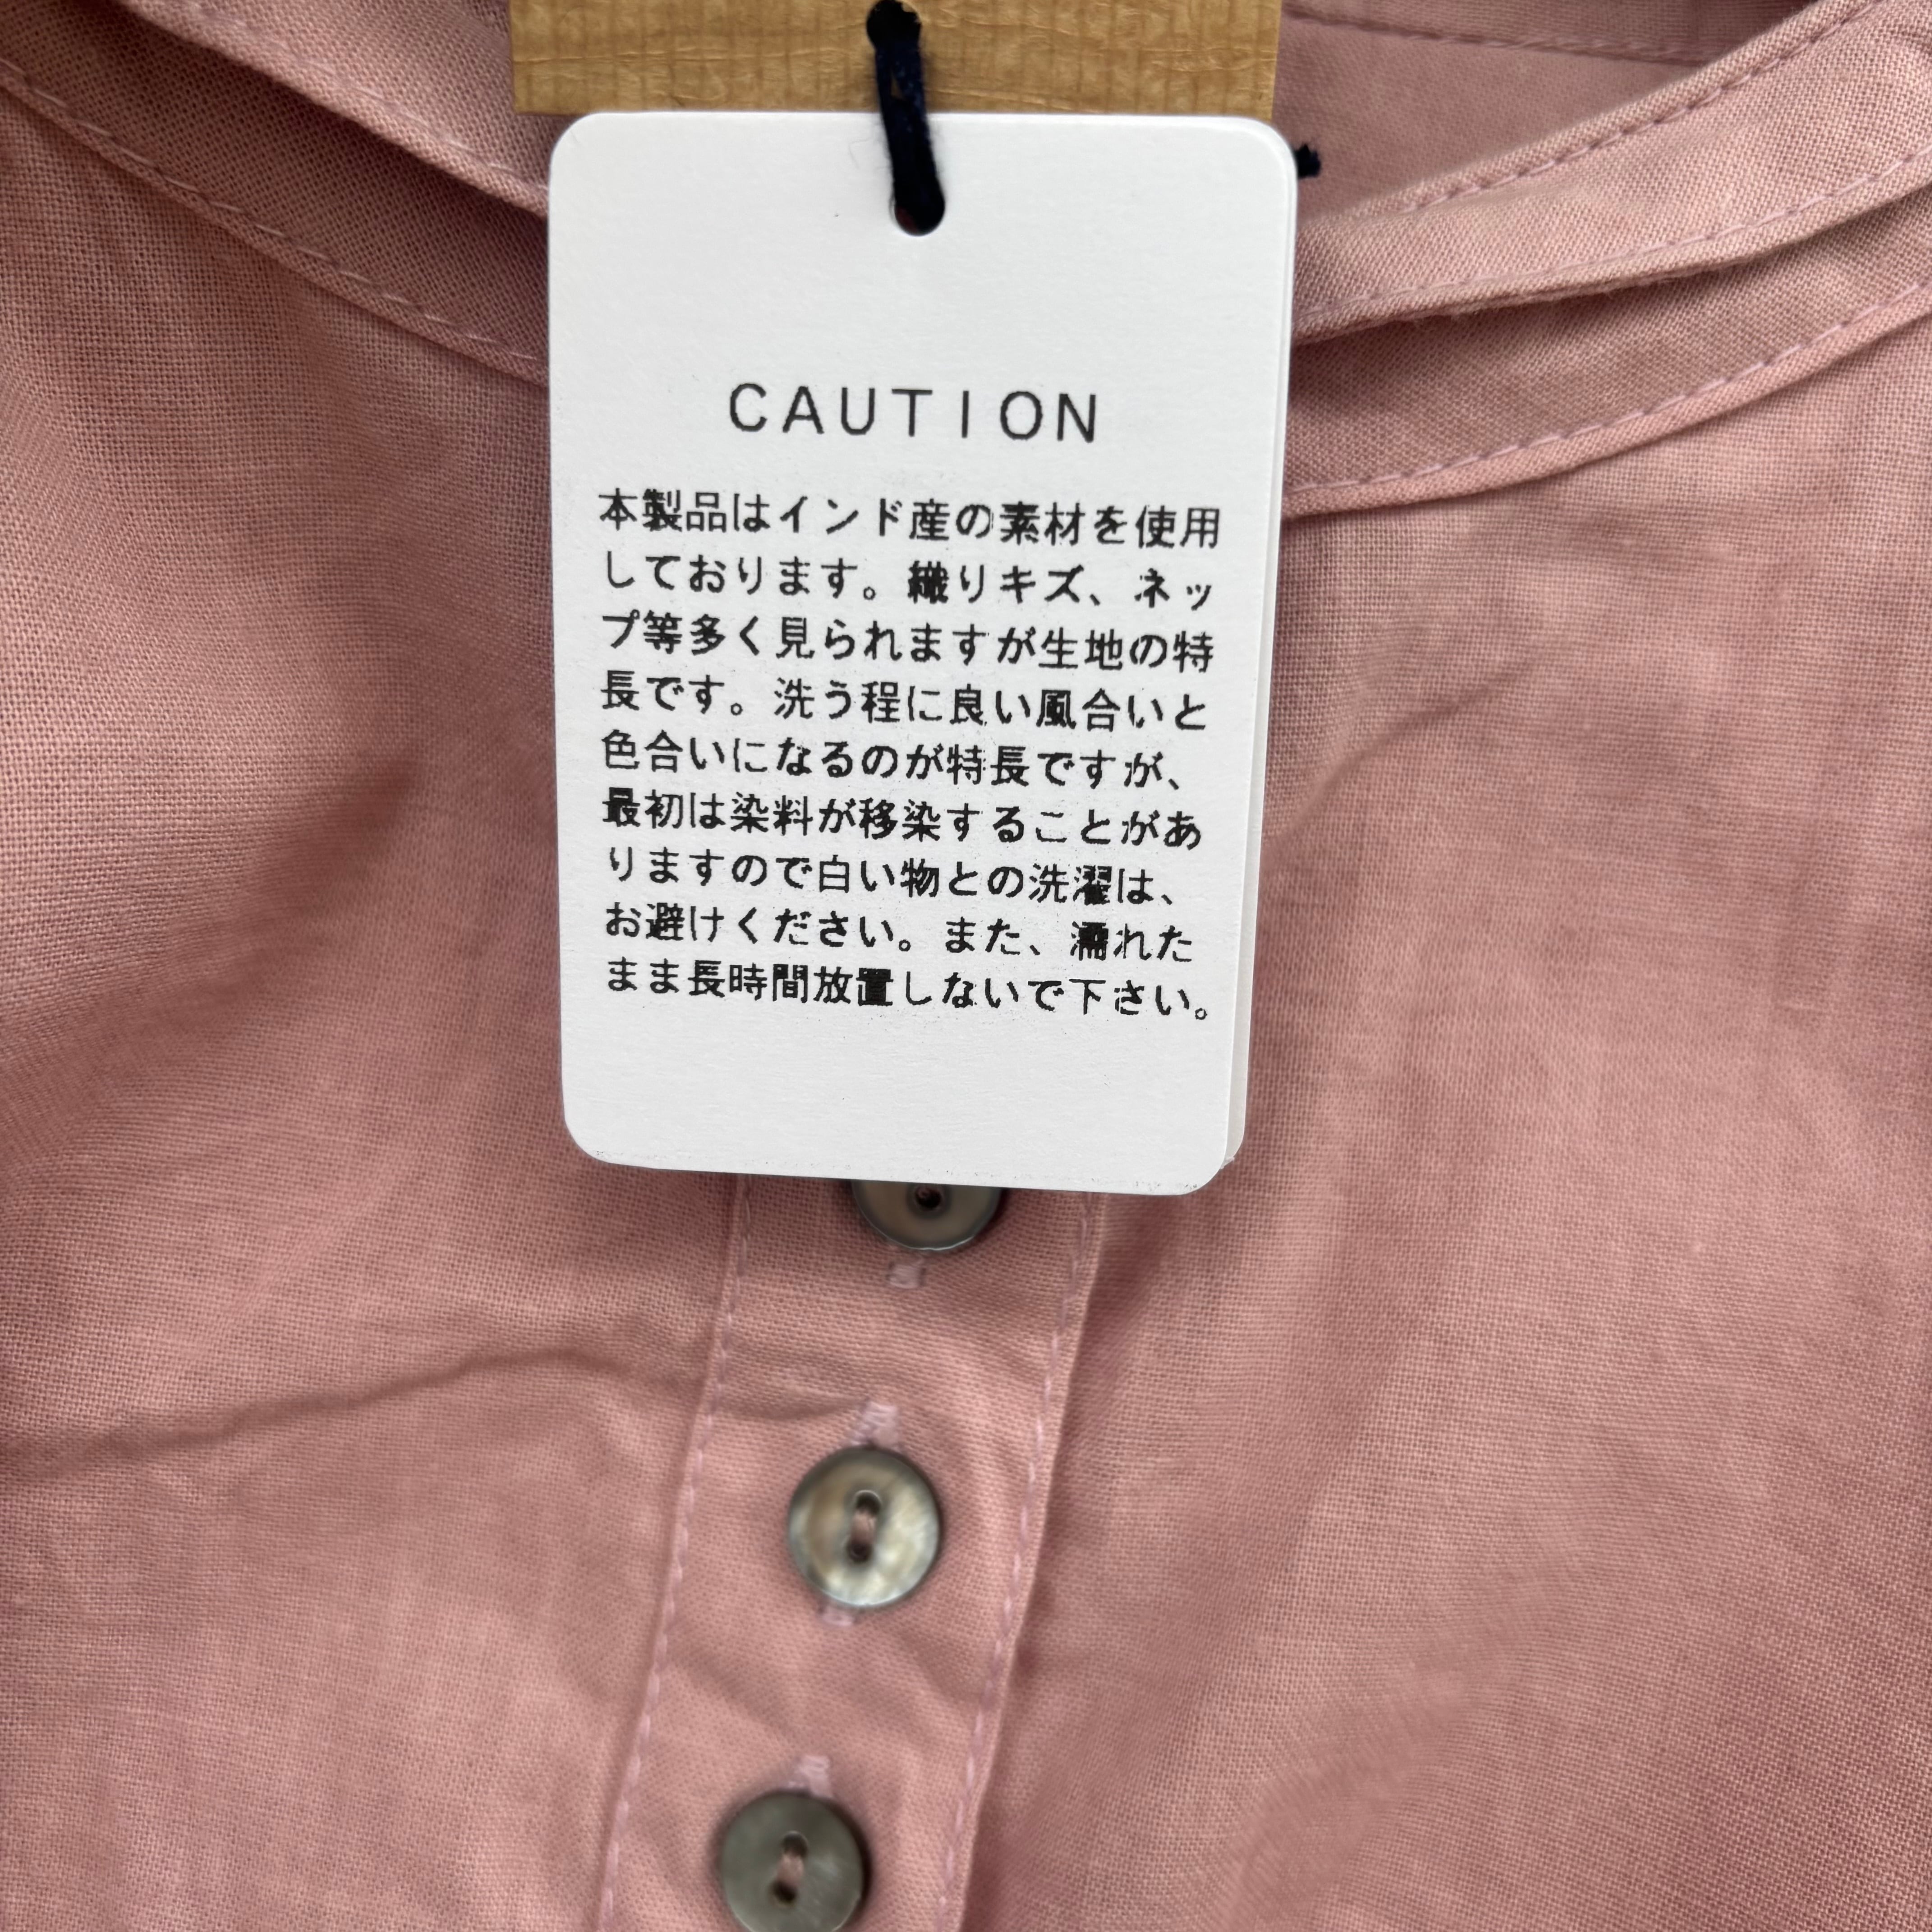 CAUTION
本製品はインド産の素材を使用
しております。織りキズ、ネッ
プ等多く見られますが生地の特
長です。洗う程に良い風合いと
色合いになるのが特長ですが、
最初は染料が移染することがあ
りますので白い物との洗濯は、
お避けください。また、濡れた
まま長時間放置しないで下さい。